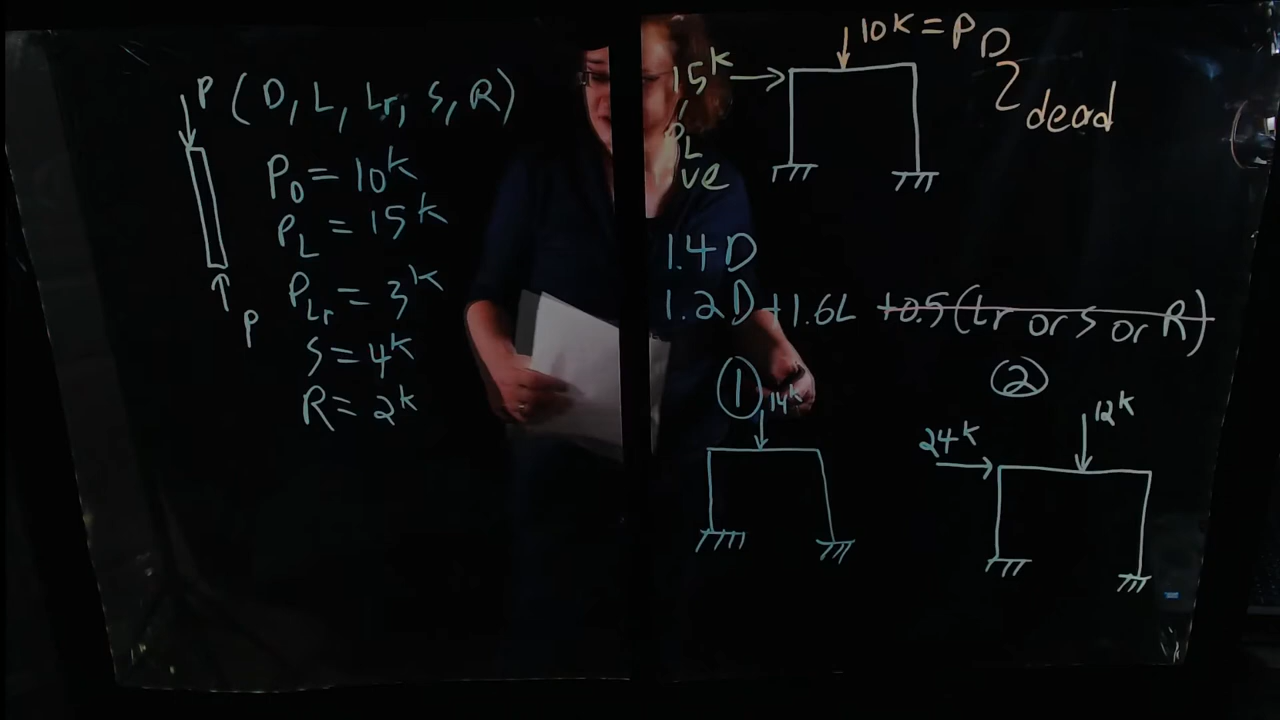 P (D, L, Lr, S, R)
P_D = 10^k
P_L = 15^k
P_Lr = 3^k
S = 4^k
R = 2^k
P
10^k = P_D
dead
15^k
P_L
ve
1.4D
1.2D + 1.6L +0.5(Lr or S or R)
1
14^k
2
24^k
12^k